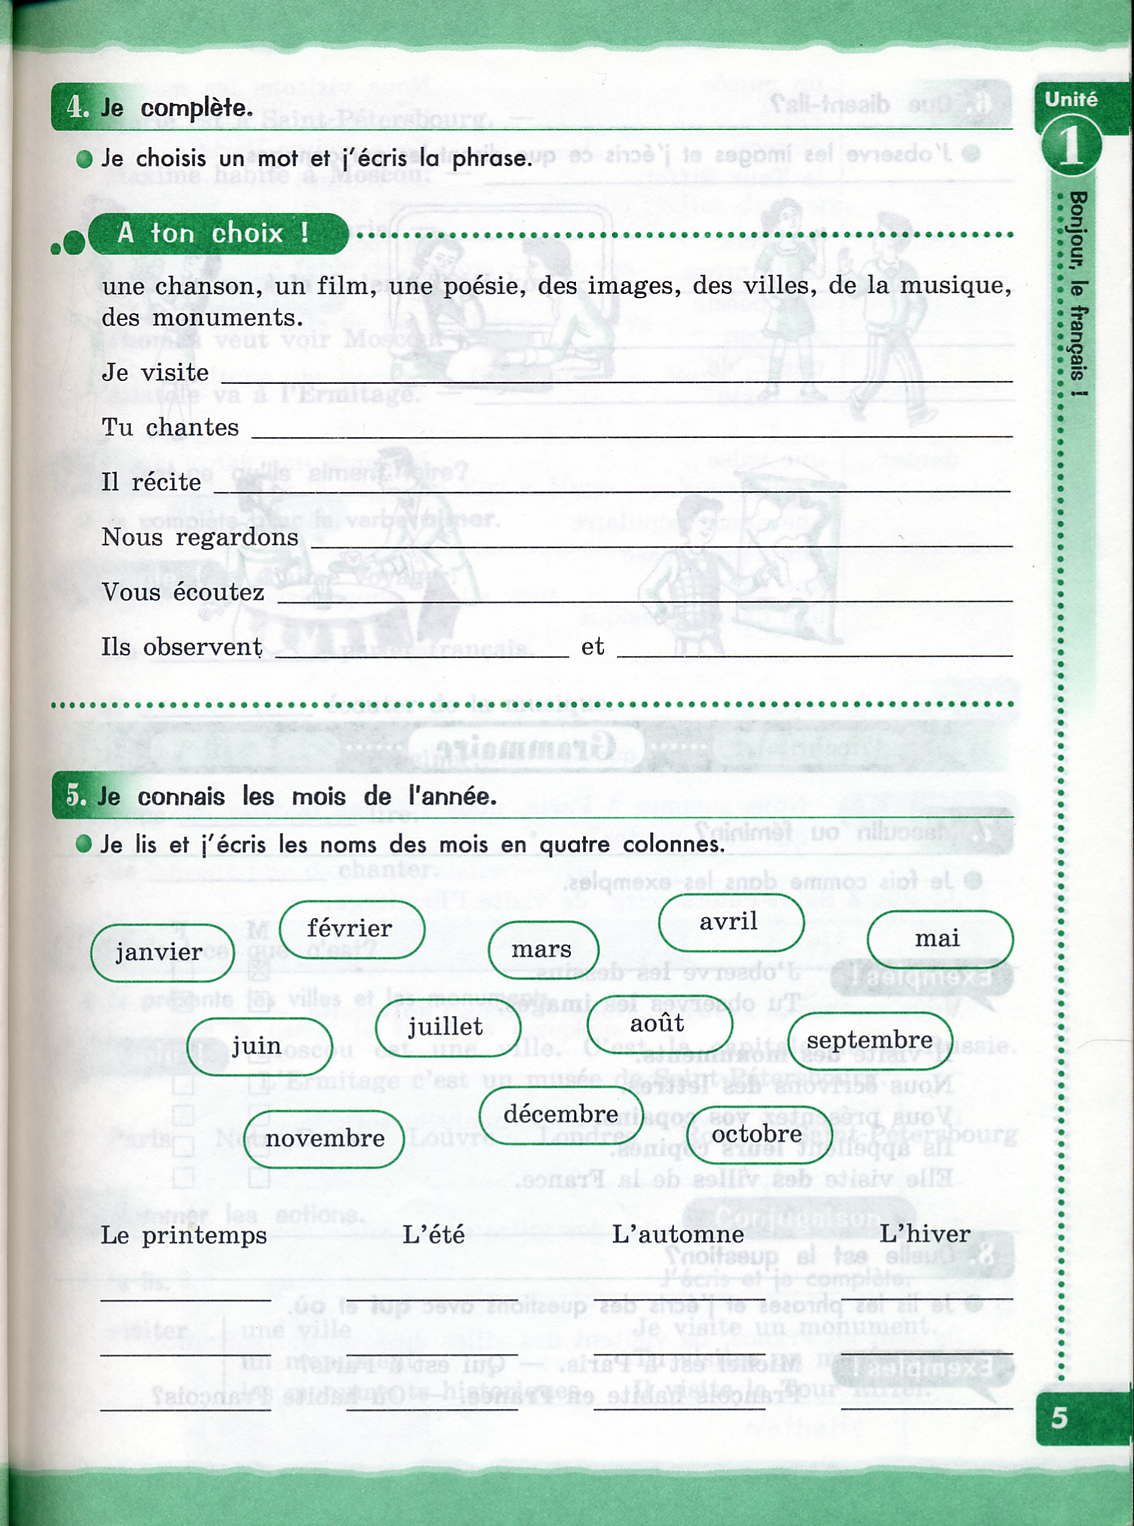 4. Je complète.
Je choisis un mot et j'écris la phrase.
A ton choix !
une chanson, un film, une poésie, des images, des villes, de la musique,
des monuments.
Je visite
Tu chantes
Il récite
Nous regardons
Vous écoutez
Ils observent et
5. Je connais les mois de l'année.
Je lis et j'écris les noms des mois en quatre colonnes.
janvier février mars avril mai
juin juillet août septembre
novembre décembre octobre
Le printemps L'été L'automne L'hiver
Unité
1
Bonjour, le français !
5